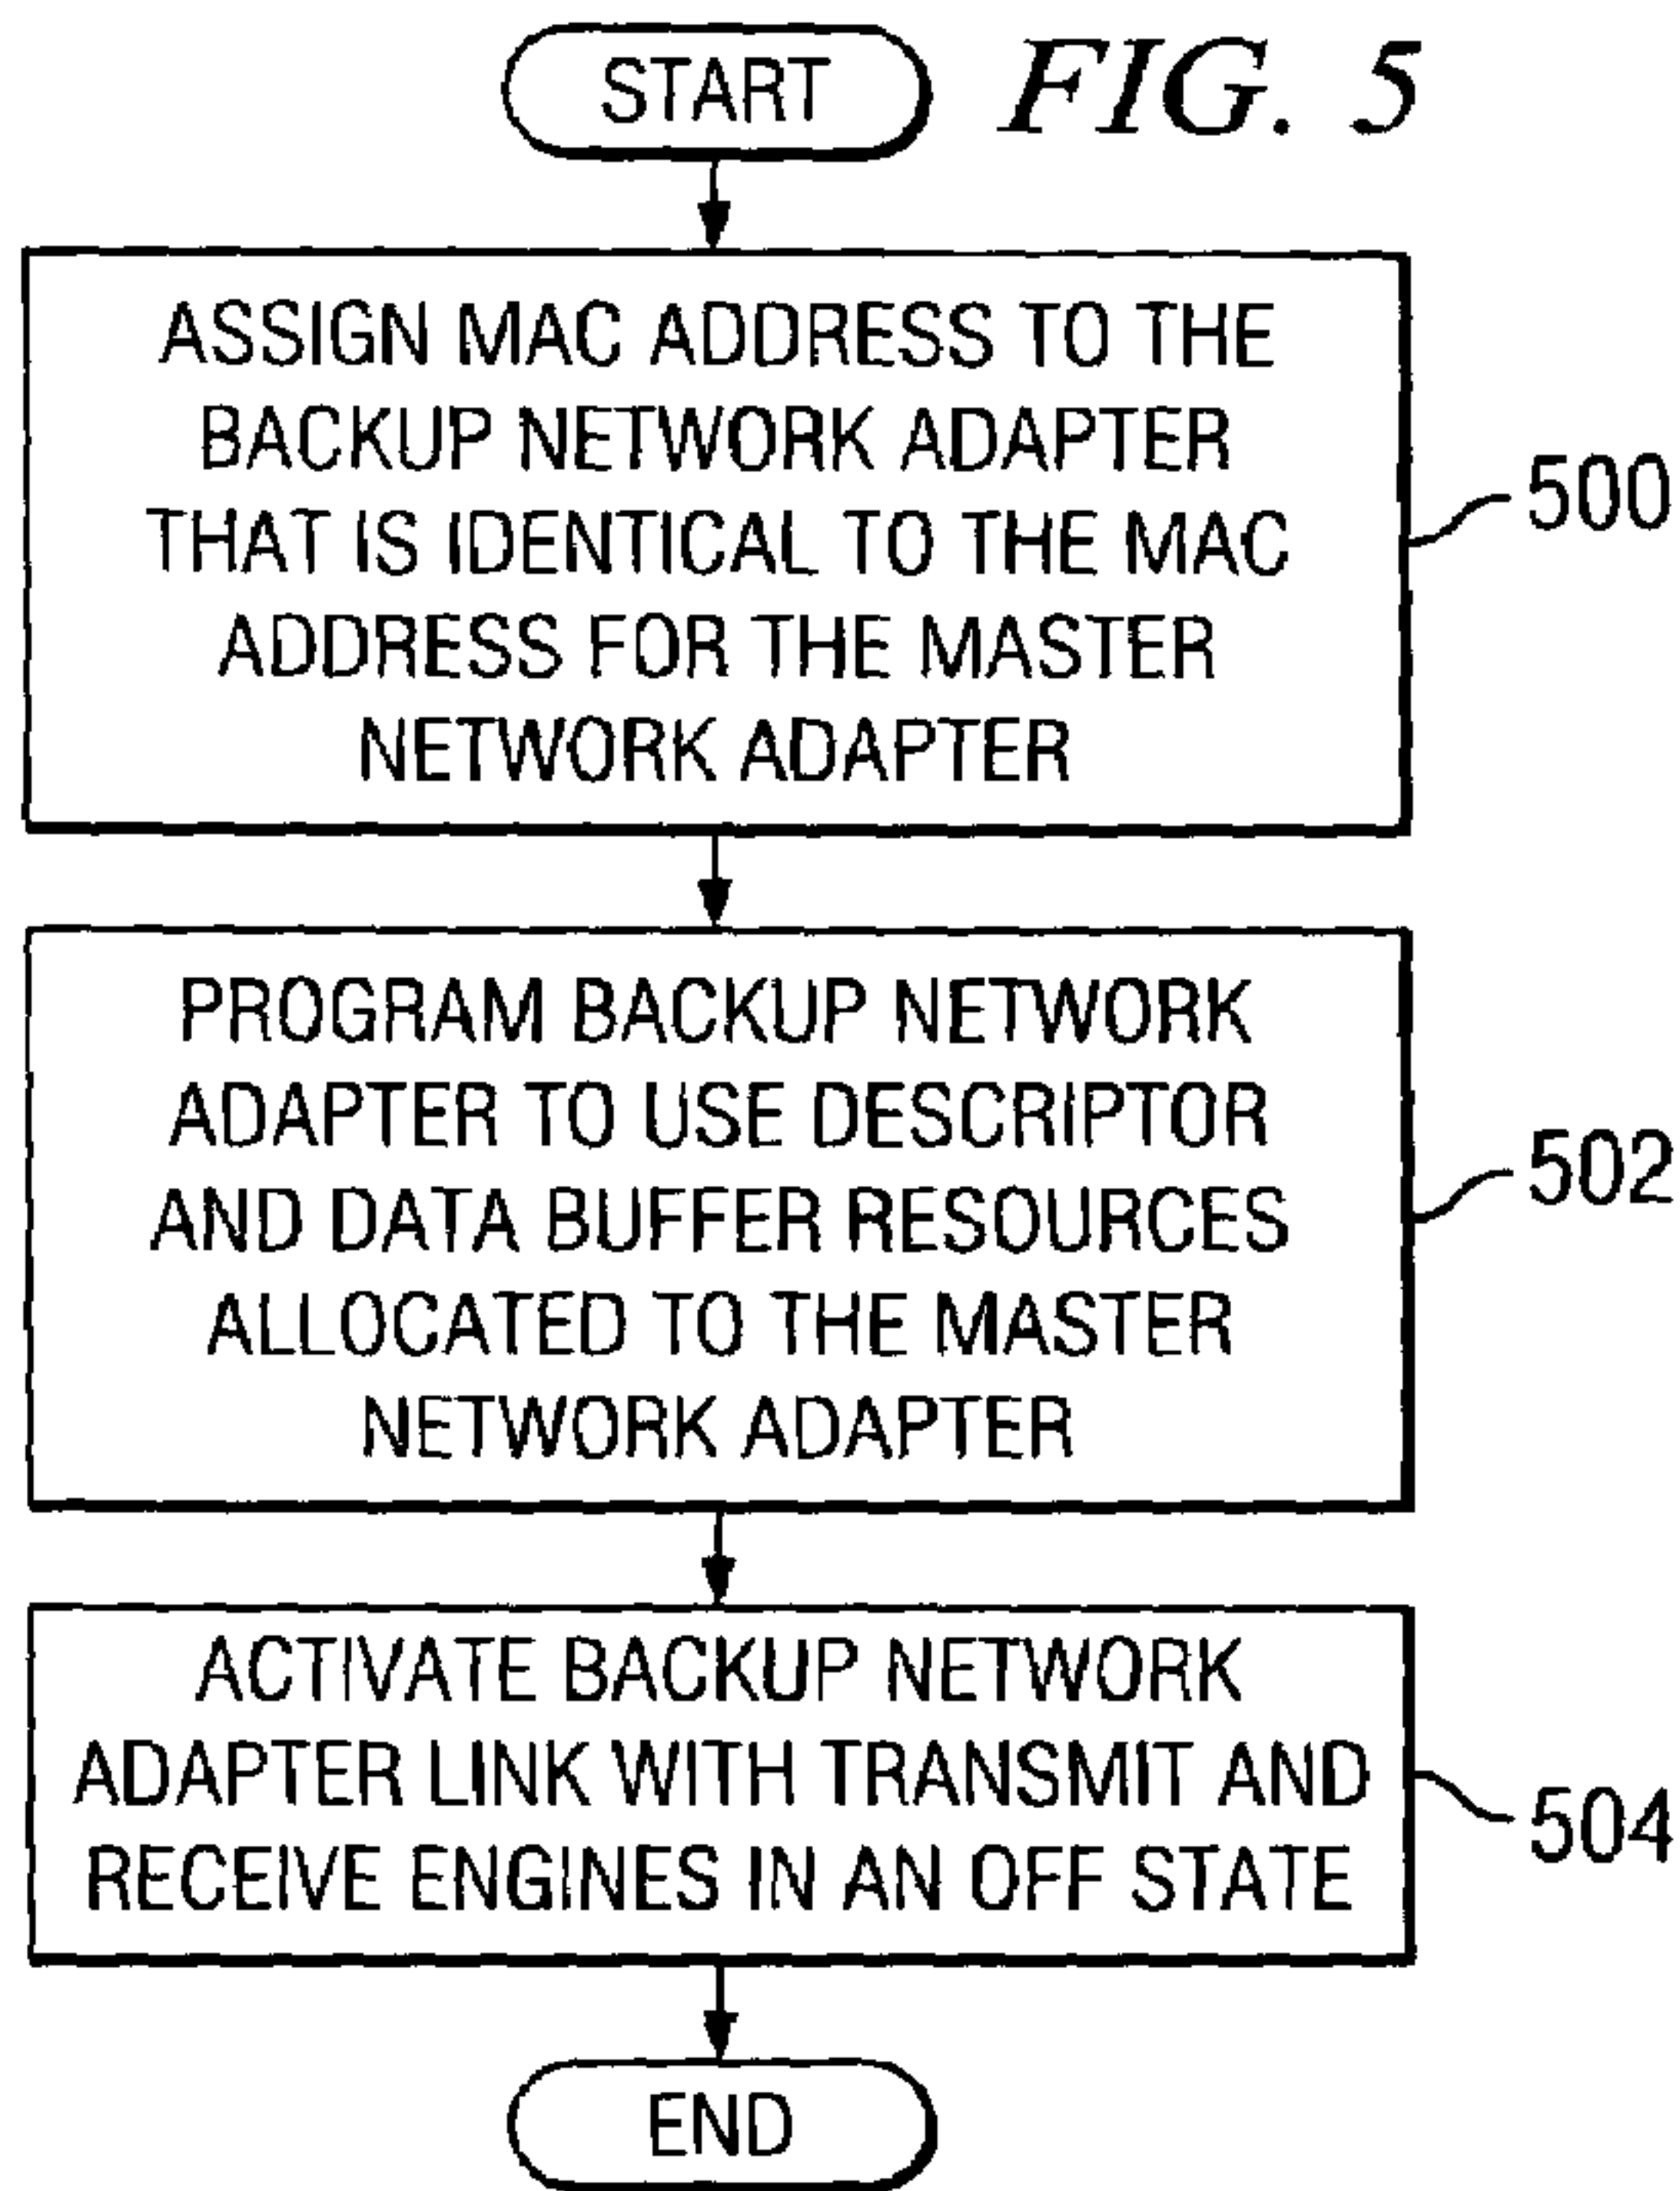 START
FIG. 5
ASSIGN MAC ADDRESS TO THE
BACKUP NETWORK ADAPTER
THAT IS IDENTICAL TO THE MAC
ADDRESS FOR THE MASTER
NETWORK ADAPTER
500
PROGRAM BACKUP NETWORK
ADAPTER TO USE DESCRIPTOR
AND DATA BUFFER RESOURCES
ALLOCATED TO THE MASTER
NETWORK ADAPTER
502
ACTIVATE BACKUP NETWORK
ADAPTER LINK WITH TRANSMIT AND
RECEIVE ENGINES IN AN OFF STATE
504
END